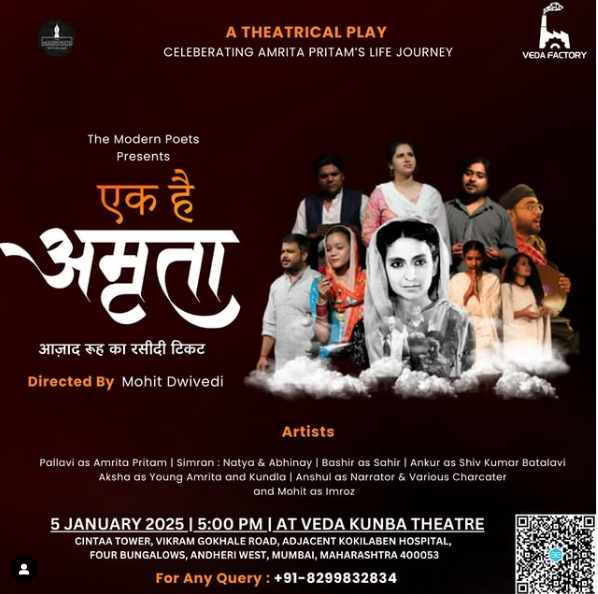 A THEATRICAL PLAY
CELEBERATING AMRITA PRITAM'S LIFE JOURNEY
VEDA FACTORY
The Modern Poets
Presents
एक है
अमृता
आज़ाद रूह का रसीदी टिकट
Directed By Mohit Dwivedi
Artists
Pallavi as Amrita Pritam | Simran : Natya & Abhinay | Bashir as Sahir | Ankur as Shiv Kumar Batalavi
Aksha as Young Amrita and Kundla | Anshul as Narrator & Various Charcater
and Mohit as Imroz
5 JANUARY 2025 | 5:00 PM | AT VEDA KUNBA THEATRE
CINTAA TOWER, VIKRAM GOKHALE ROAD, ADJACENT KOKILABEN HOSPITAL,
FOUR BUNGALOWS, ANDHERI WEST, MUMBAI, MAHARASHTRA 400053
For Any Query : +91-8299832834